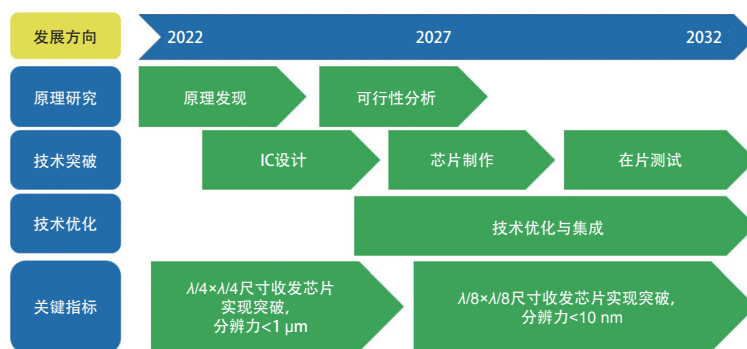 发展方向
2022
2027
2032
原理研究
原理发现
可行性分析
技术突破
IC设计
芯片制作
在片测试
技术优化
技术优化与集成
关键指标
λ/4×λ/4尺寸收发芯片
实现突破,
分辨力<1 μm
λ/8×λ/8尺寸收发芯片实现突破,
分辨力<10 nm